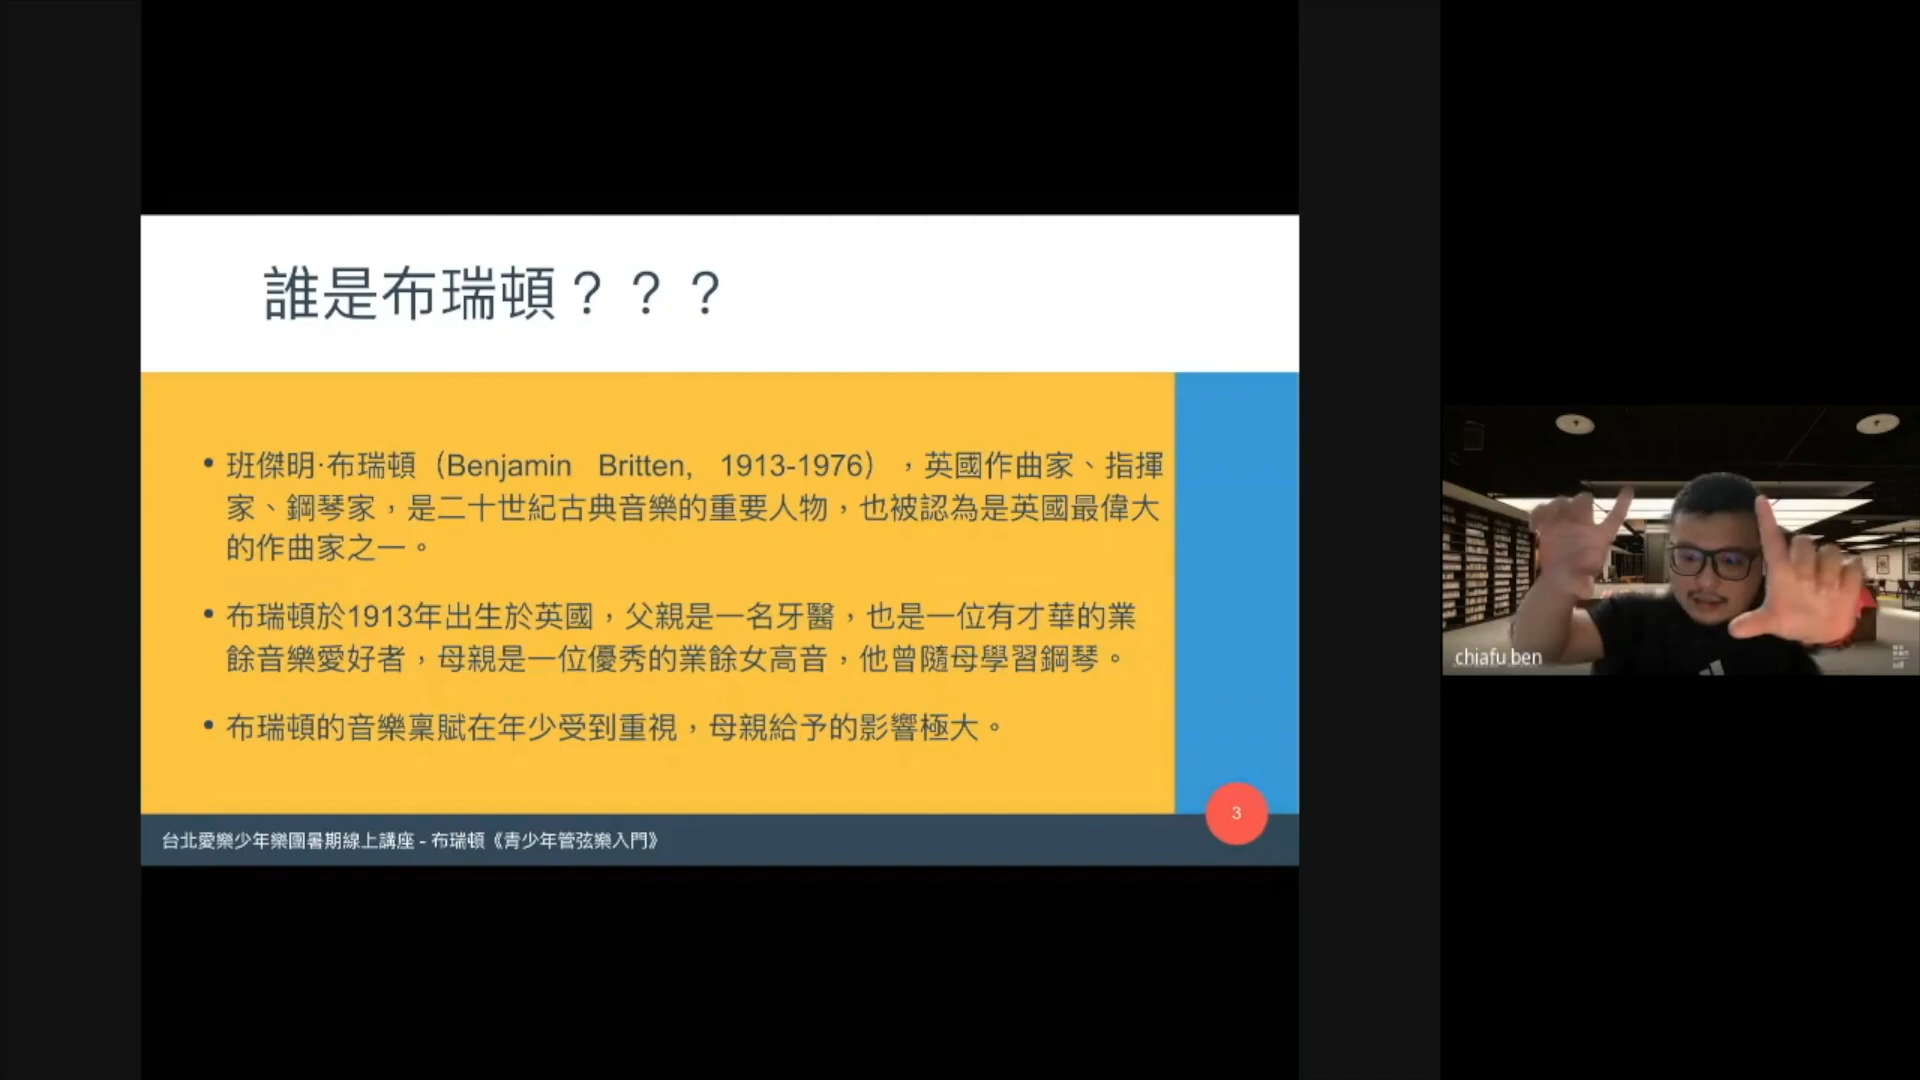 誰是布瑞頓？？？
• 班傑明·布瑞頓（Benjamin Britten, 1913-1976），英國作曲家、指揮
家、鋼琴家，是二十世紀古典音樂的重要人物，也被認為是英國最偉大
的作曲家之一。
• 布瑞頓於1913年出生於英國，父親是一名牙醫，也是一位有才華的業
餘音樂愛好者，母親是一位優秀的業餘女高音，他曾隨母學習鋼琴。
• 布瑞頓的音樂稟賦在年少受到重視，母親給予的影響極大。
3
台北愛樂少年樂團暑期線上講座 - 布瑞頓《青少年管弦樂入門》
chiafu ben